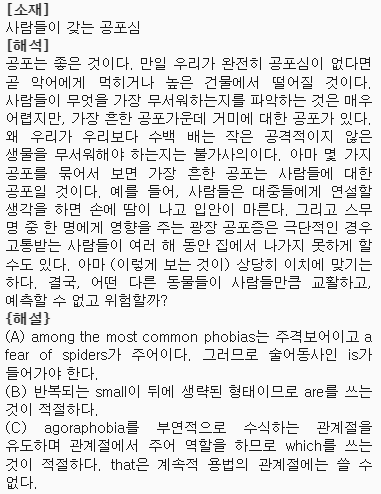 [소재]
사람들이 갖는 공포심
[해석]
공포는 좋은 것이다. 만일 우리가 완전히 공포심이 없다면
곧 악어에게 먹히거나 높은 건물에서 떨어질 것이다.
사람들이 무엇을 가장 무서워하는지를 파악하는 것은 매우
어렵지만, 가장 흔한 공포가운데 거미에 대한 공포가 있다.
왜 우리가 우리보다 수백 배는 작은 공격적이지 않은
생물을 무서워해야 하는지는 불가사의이다. 아마 몇 가지
공포를 묶어서 보면 가장 흔한 공포는 사람들에 대한
공포일 것이다. 예를 들어, 사람들은 대중들에게 연설할
생각을 하면 손에 땀이 나고 입안이 마른다. 그리고 스무
명 중 한 명에게 영향을 주는 광장 공포증은 극단적인 경우
고통받는 사람들이 여러 해 동안 집에서 나가지 못하게 할
수도 있다. 아마 (이렇게 보는 것이) 상당히 이치에 맞기는
하다. 결국, 어떤 다른 동물들이 사람들만큼 교활하고,
예측할 수 없고 위험할까?
{해설}
(A) among the most common phobias는 주격보어이고 a
fear of spiders가 주어이다. 그러므로 술어동사인 is가
들어가야 한다.
(B) 반복되는 small이 뒤에 생략된 형태이므로 are를 쓰는
것이 적절하다.
(C) agoraphobia를 부연적으로 수식하는 관계절을
유도하며 관계절에서 주어 역할을 하므로 which를 쓰는
것이 적절하다. that은 계속적 용법의 관계절에는 쓸 수
없다.